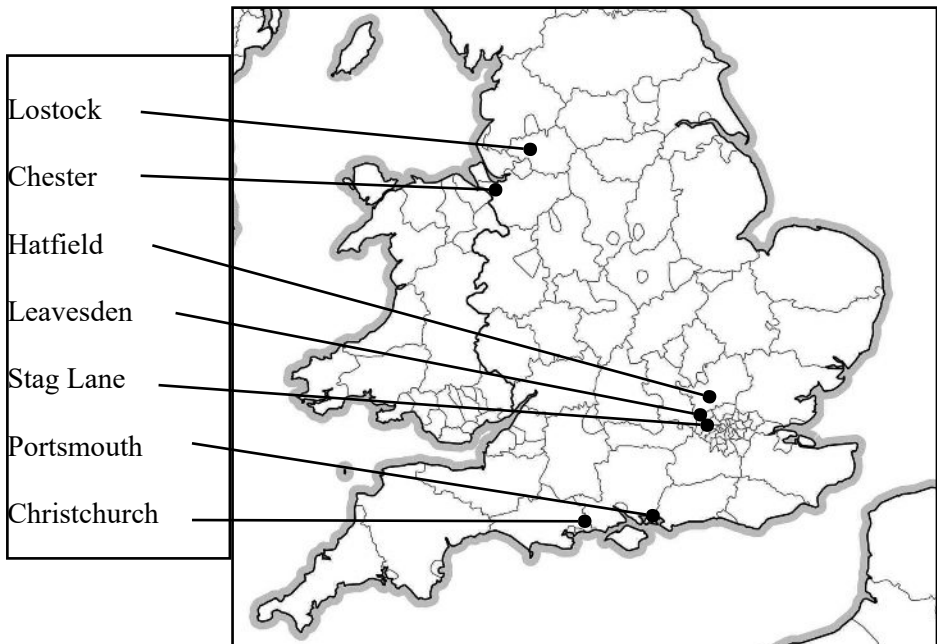 Lostock
Chester
Hatfield
Leavesden
Stag Lane
Portsmouth
Christchurch